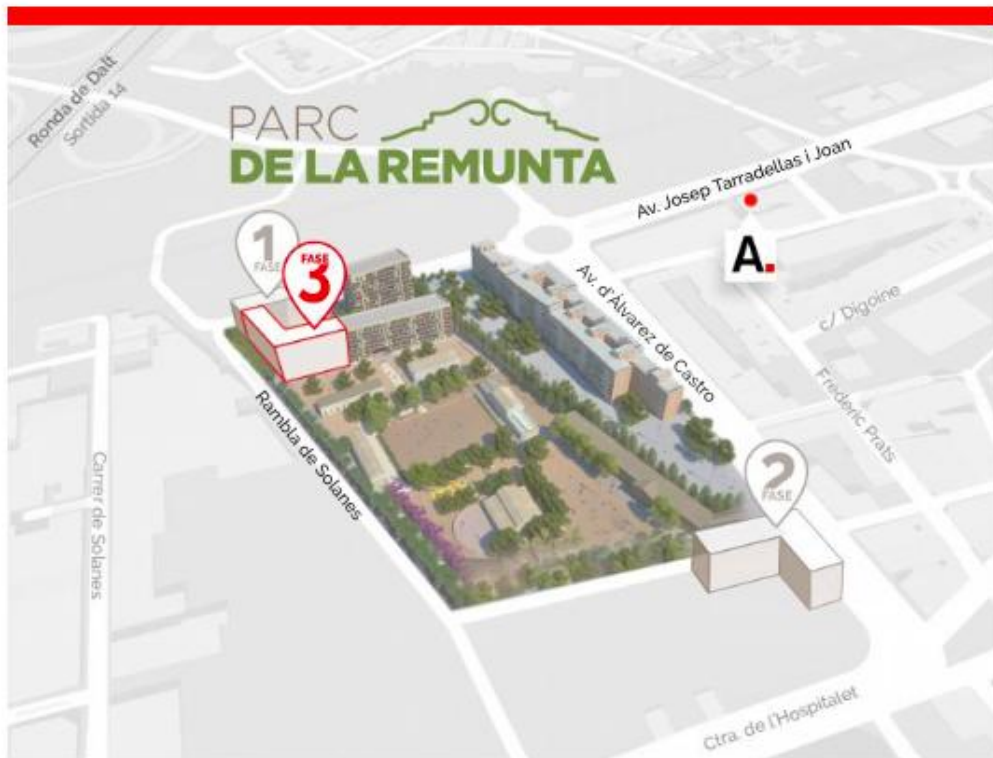 Ronda de Dalt
Sortida 14
PARC
DE LA REMUNTA
Av. Josep Tarradellas i Joan
1
FASE
FASE
3
A.
Av. d'Álvarez de Castro
c/ Digoine
Frederic Prats
Rambla de Solanes
Carrer de Solanes
2
FASE
Ctra. de l'Hospitalet